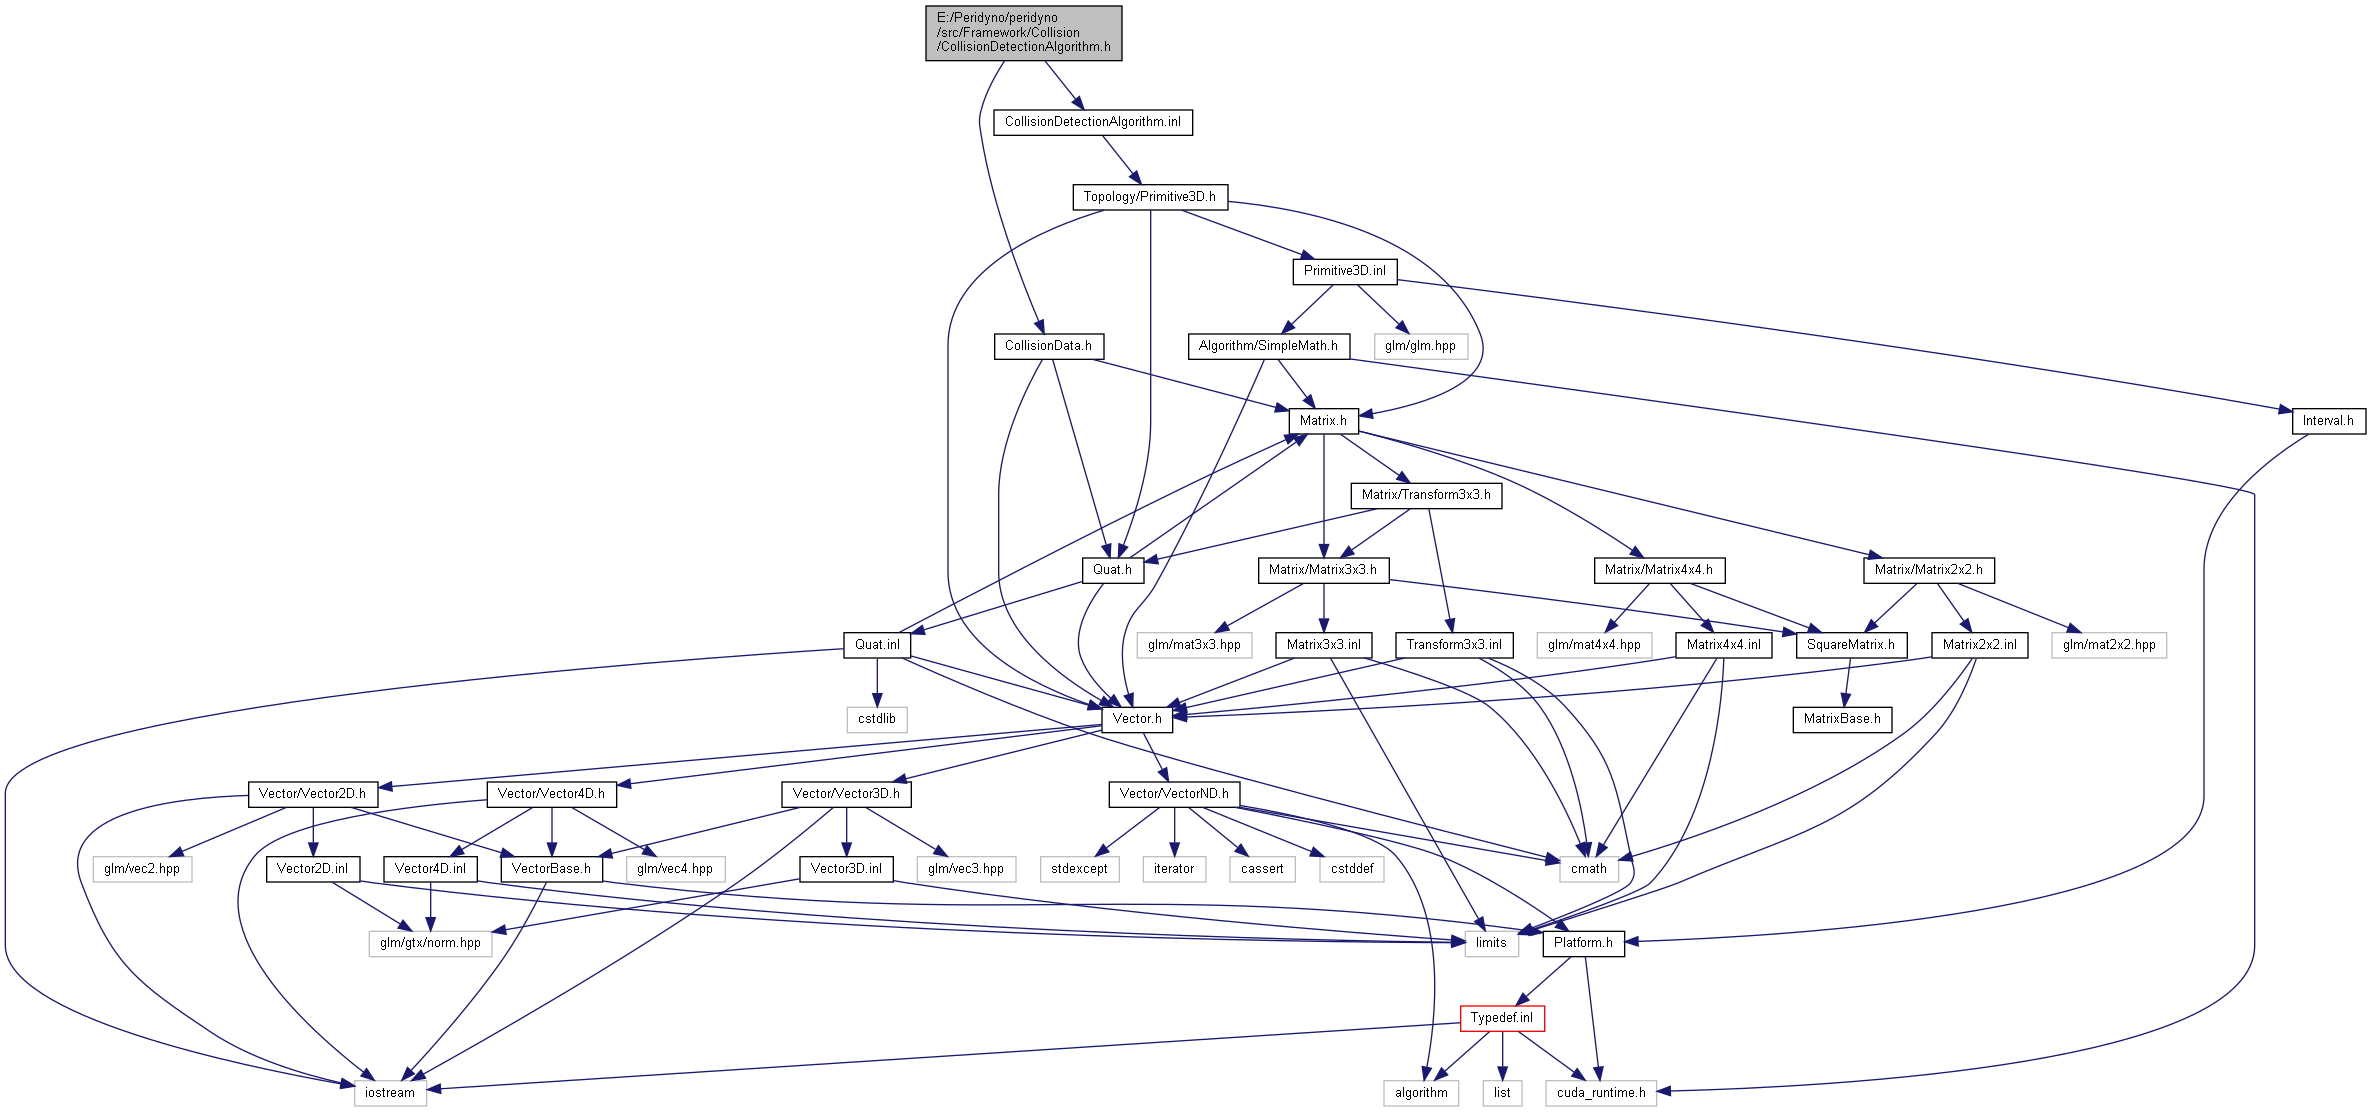 E:/Peridyno/peridyno
/src/Framework/Collision
/CollisionDetectionAlgorithm.h
CollisionDetectionAlgorithm.inl
Topology/Primitive3D.h
Primitive3D.inl
CollisionData.h
Algorithm/SimpleMath.h
glm/glm.hpp
Matrix.h
Interval.h
Matrix/Transform3x3.h
Quat.h
Matrix/Matrix3x3.h
Matrix/Matrix4x4.h
Matrix/Matrix2x2.h
Quat.inl
glm/mat3x3.hpp
Matrix3x3.inl
Transform3x3.inl
glm/mat4x4.hpp
Matrix4x4.inl
SquareMatrix.h
Matrix2x2.inl
glm/mat2x2.hpp
cstdlib
Vector.h
MatrixBase.h
Vector/Vector2D.h
Vector/Vector4D.h
Vector/Vector3D.h
Vector/VectorND.h
glm/vec2.hpp
Vector2D.inl
Vector4D.inl
VectorBase.h
glm/vec4.hpp
Vector3D.inl
glm/vec3.hpp
stdexcept
iterator
cassert
cstddef
cmath
glm/gtx/norm.hpp
limits
Platform.h
Typedef.inl
iostream
algorithm
list
cuda_runtime.h